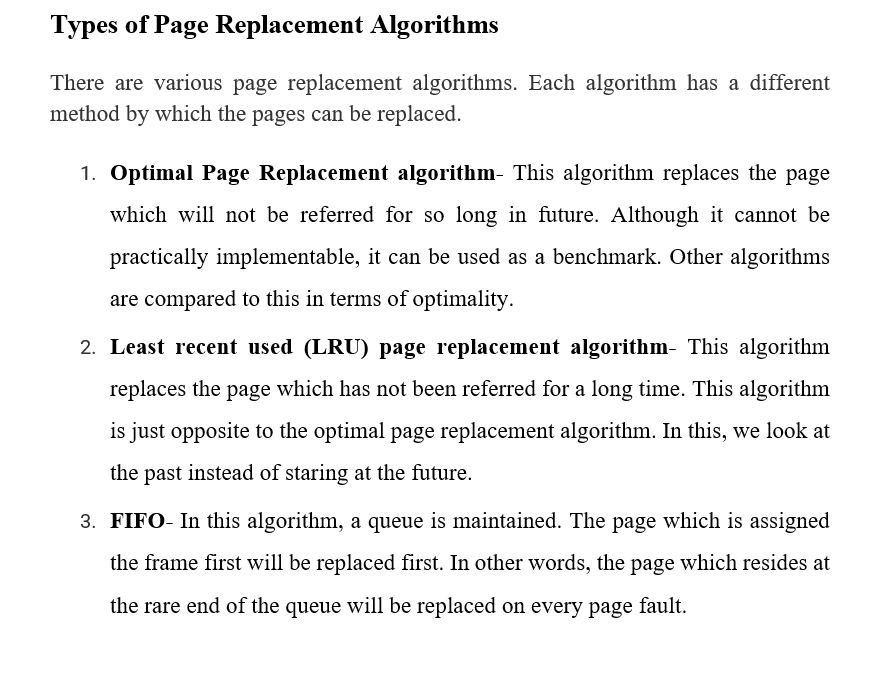 Types of Page Replacement Algorithms
There are various page replacement algorithms. Each algorithm has a different
method by which the pages can be replaced.
1. Optimal Page Replacement algorithm- This algorithm replaces the page
which will not be referred for so long in future. Although it cannot be
practically implementable, it can be used as a benchmark. Other algorithms
are compared to this in terms of optimality.
2. Least recent used (LRU) page replacement algorithm- This algorithm
replaces the page which has not been referred for a long time. This algorithm
is just opposite to the optimal page replacement algorithm. In this, we look at
the past instead of staring at the future.
3. FIFO- In this algorithm, a queue is maintained. The page which is assigned
the frame first will be replaced first. In other words, the page which resides at
the rare end of the queue will be replaced on every page fault.